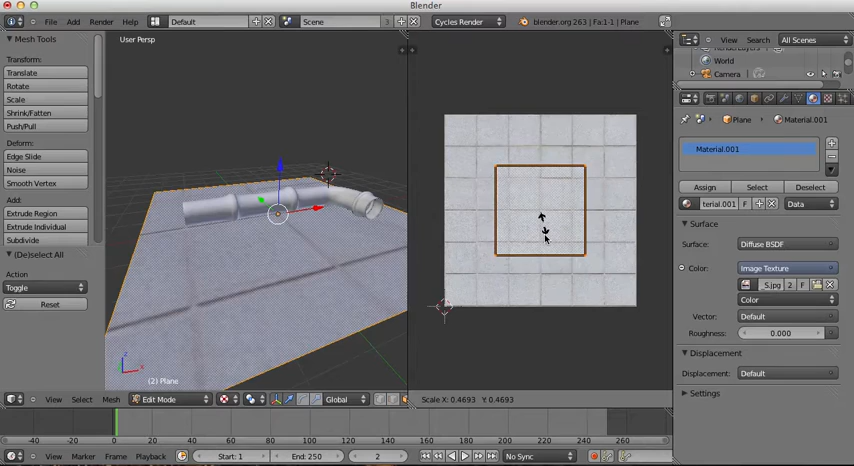 Blender
File Add Render Help Default Scene 3 Cycles Render blender.org 263 | Fa:1-1 | Plane
Mesh Tools
Transform:
Translate
Rotate
Scale
Shrink/Fatten
Push/Pull
Deform:
Edge Slide
Noise
Smooth Vertex
Add:
Extrude Region
Extrude Individual
Subdivide
(De)select All
Action
Toggle
Reset
User Persp
z
x
(2) Plane
View Select Mesh Edit Mode Global
Scale X: 0.4693 Y: 0.4693
View Search All Scenes
World
Camera
Plane Material.001
Material.001
Assign Select Deselect
terial.001 F Data
Surface
Surface: Diffuse BSDF
Color: Image Texture
_S.jpg 2 F
Color
Vector: Default
Roughness: 0.000
Displacement
Displacement: Default
Settings
-40 -20 0 20 40 60 80 100 120 140 160 180 200 220 240 260 280
View Marker Frame Playback Start: 1 End: 250 2 No Sync